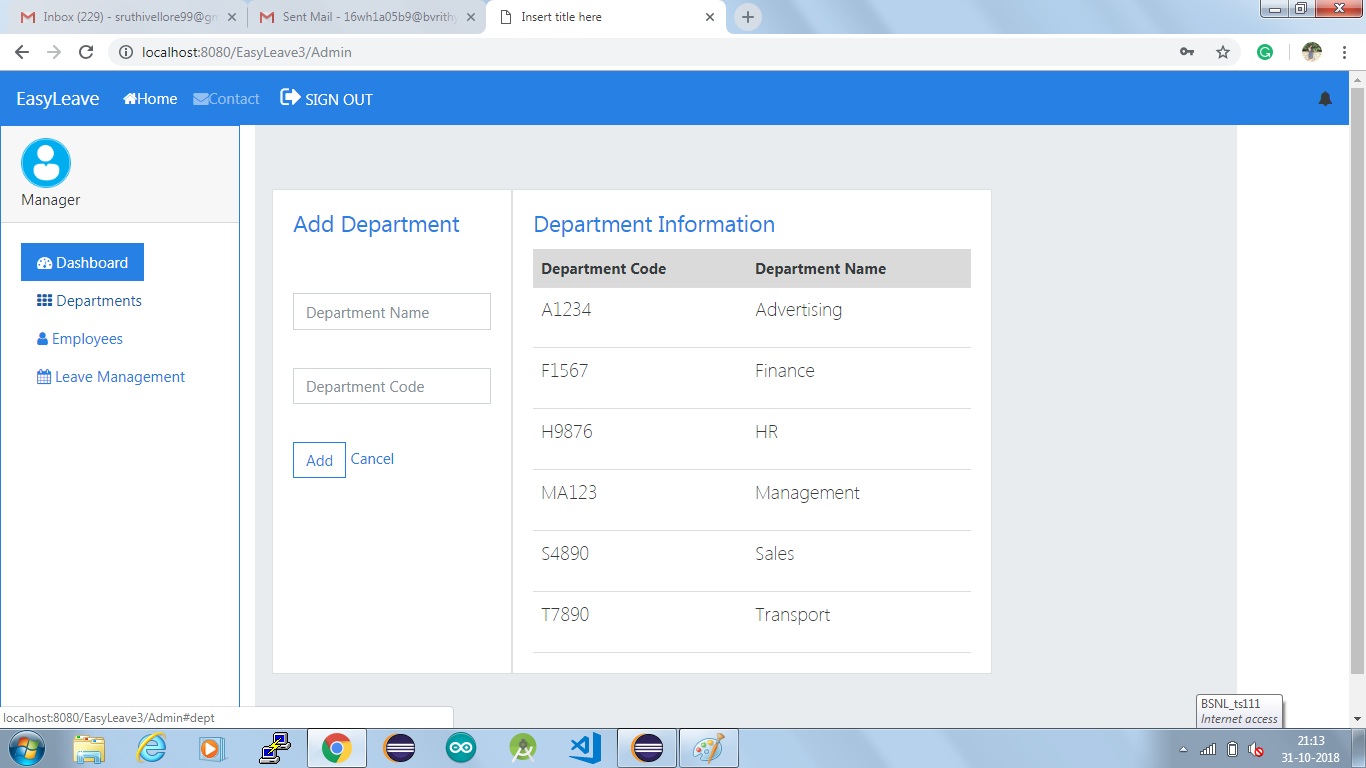 Inbox (229) - sruthivellore99@gm
Sent Mail - 16wh1a05b9@bvrithy
Insert title here
localhost:8080/EasyLeave3/Admin
EasyLeave Home Contact SIGN OUT
Manager
Dashboard
Departments
Employees
Leave Management
Add Department
Department Name
Department Code
Add Cancel
Department Information
Department Code Department Name
A1234 Advertising
F1567 Finance
H9876 HR
MA123 Management
S4890 Sales
T7890 Transport
localhost:8080/EasyLeave3/Admin#dept
BSNL_ts111
Internet access
21:13
31-10-2018